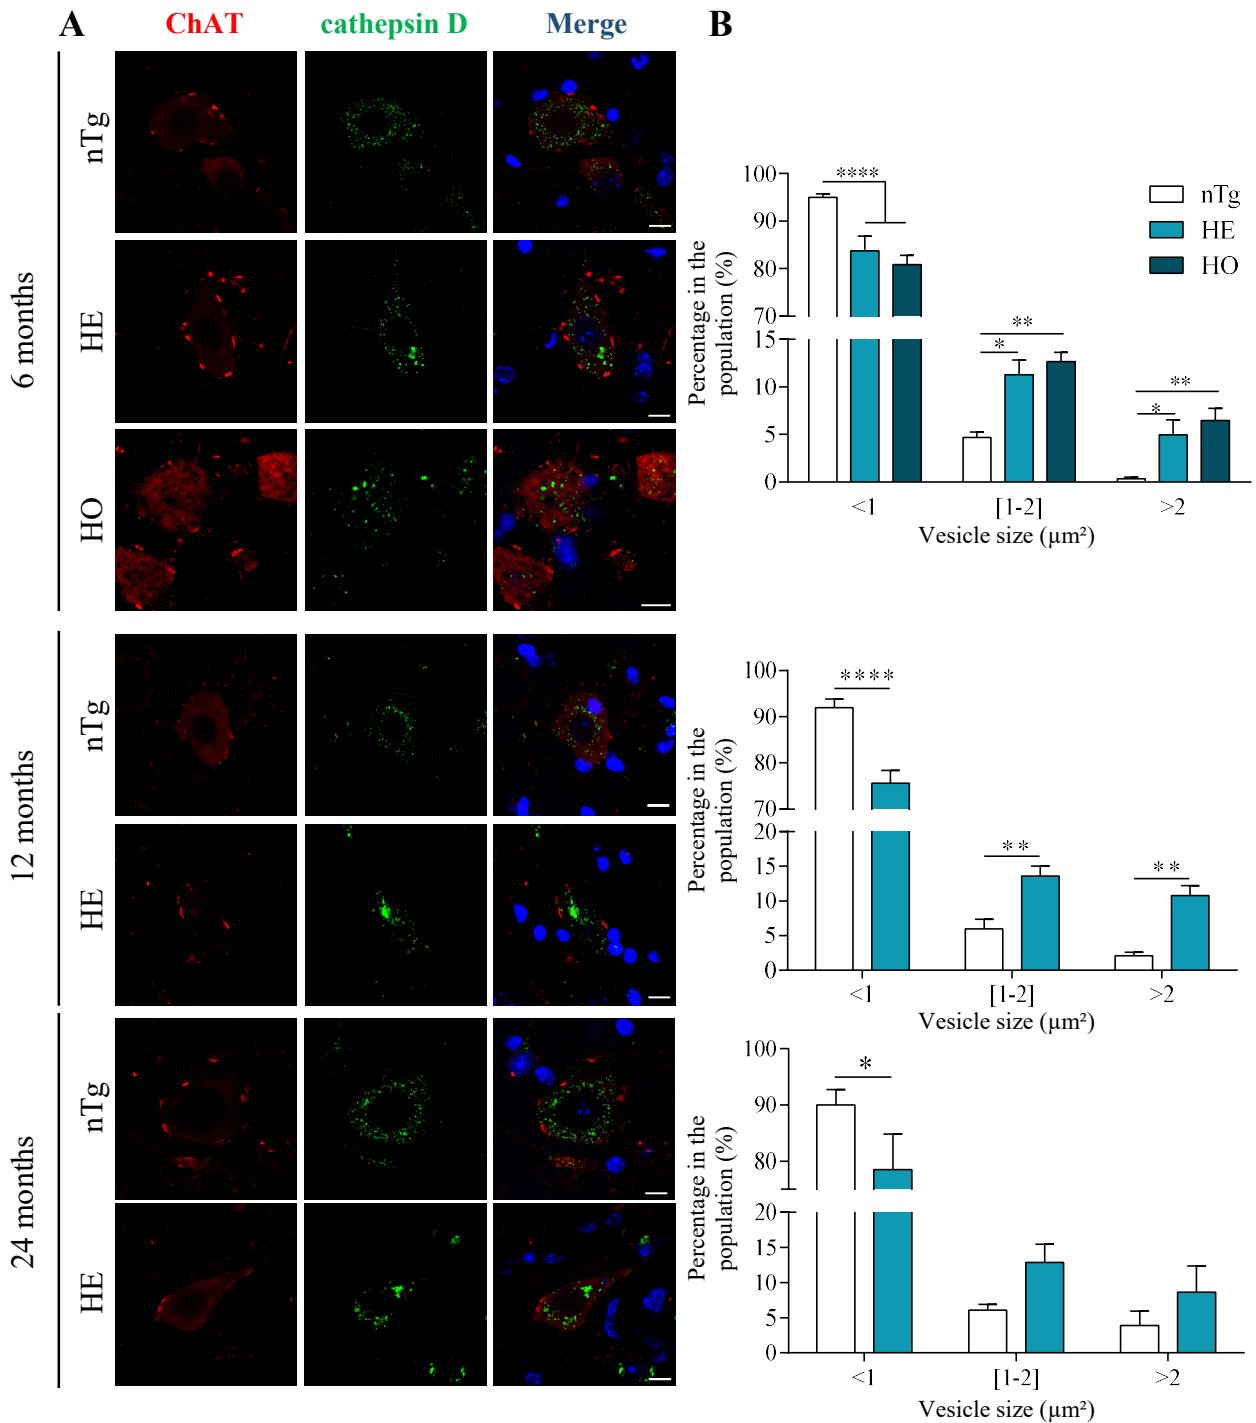 A
ChAT
cathepsin D
Merge
B
6 months
nTg
HE
HO
12 months
nTg
HE
24 months
nTg
HE
Percentage in the
population (%)
100
90
80
70
15
10
5
0
****
*
**
*
**
nTg
HE
HO
<1
[1-2]
>2
Vesicle size (µm²)
Percentage in the
population (%)
100
90
80
70
20
15
10
5
0
****
**
**
<1
[1-2]
>2
Vesicle size (µm²)
Percentage in the
population (%)
100
90
80
20
15
10
5
0
*
<1
[1-2]
>2
Vesicle size (µm²)